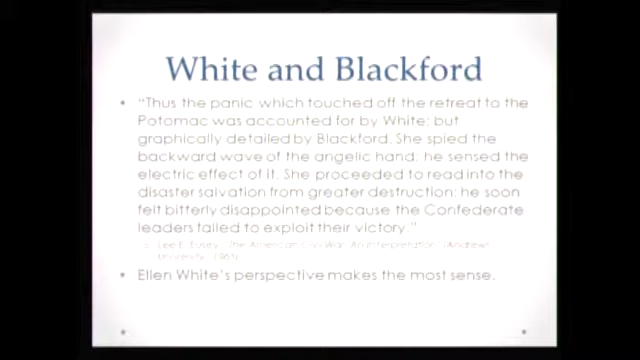 White and Blackford
• "Thus the panic which touched off the retreat to the
Potomac was accounted for by White; but
graphically detailed by Blackford. She spied the
backward wave of the angelic hand; he sensed the
electric effect of it. She proceeded to read into the
disaster salvation from greater destruction; he soon
felt bitterly disappointed because the Confederate
leaders failed to exploit their victory."
Lee E. Eusey, "The American Civil War: An Interpretation" (Andrews
University, 1965)
• Ellen White's perspective makes the most sense.